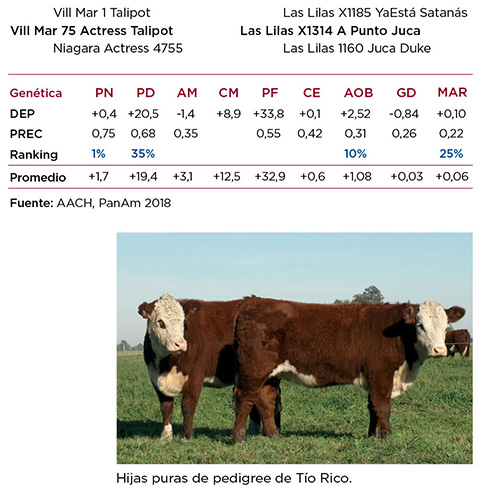 Vill Mar 1 Talipot Las Lilas X1185 YaEstá Satanás
Vill Mar 75 Actress Talipot Las Lilas X1314 A Punto Juca
Niagara Actress 4755 Las Lilas 1160 Juca Duke
Genética PN PD AM CM PF CE AOB GD MAR
DEP +0,4 +20,5 -1,4 +8,9 +33,8 +0,1 +2,52 -0,84 +0,10
PREC 0,75 0,68 0,35 0,55 0,42 0,31 0,26 0,22
Ranking 1% 35% 10% 25%
Promedio +1,7 +19,4 +3,1 +12,5 +32,9 +0,6 +1,08 +0,03 +0,06
Fuente: AACH, PanAm 2018
Hijas puras de pedigree de Tío Rico.